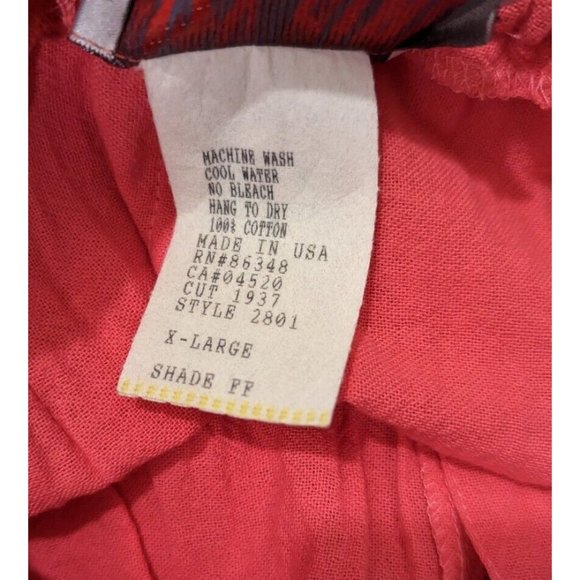 MACHINE WASH
COOL WATER
NO BLEACH
HANG TO DRY
100% COTTON
MADE IN USA
RN#86348
CA#04520
CUT 1937
STYLE 2801
X-LARGE
SHADE FF